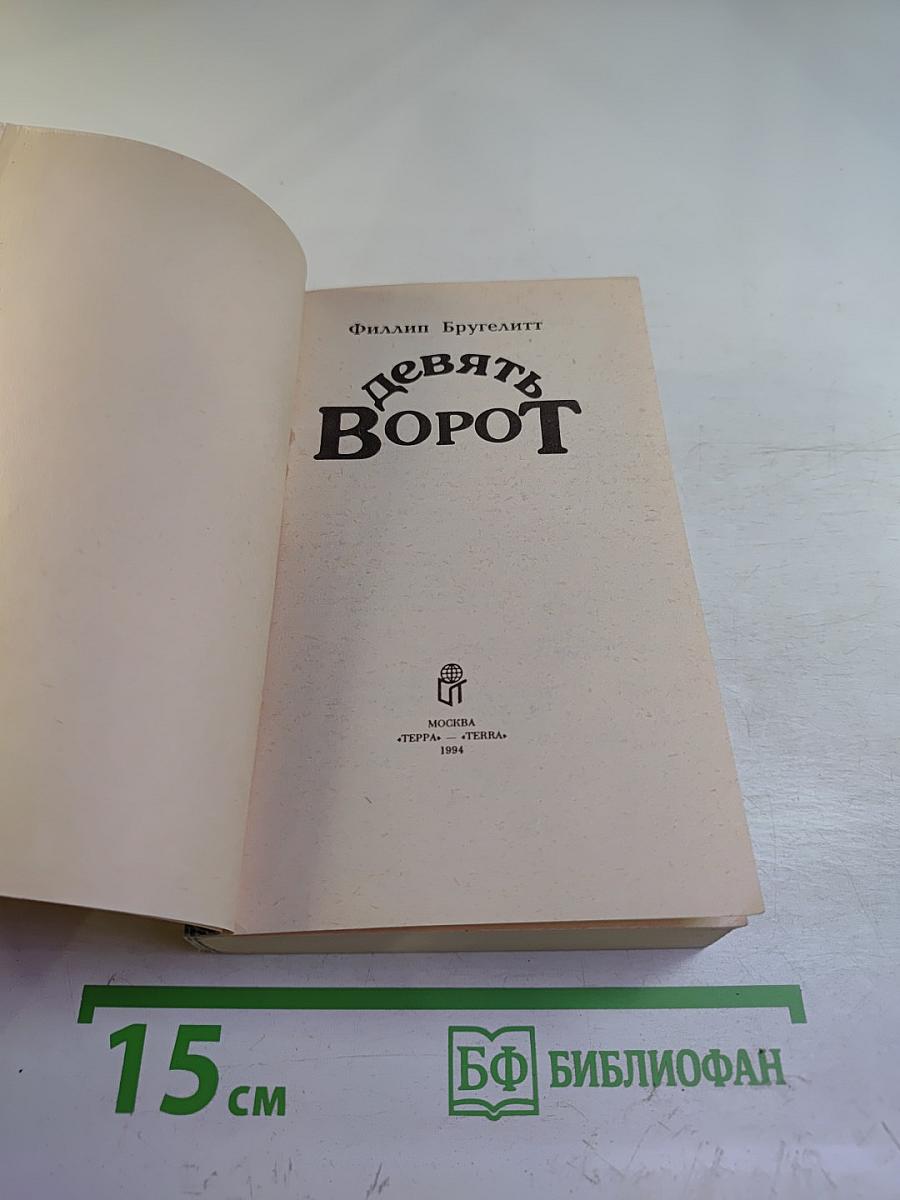 Филлип Бругелитт
ДЕВЯТЬ
ВОРОТ
МОСКВА
«ТЕРРА» — «TERRA»
1994
15 см
БФ БИБЛИОФАН